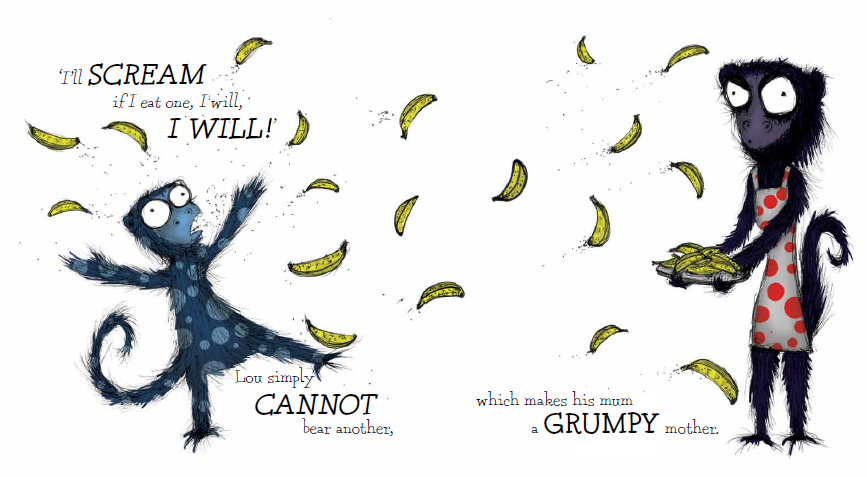 ‘I’ll SCREAM
if I eat one, I will,
I WILL!’
Lou simply
CANNOT
bear another,
which makes his mum
a GRUMPY mother.